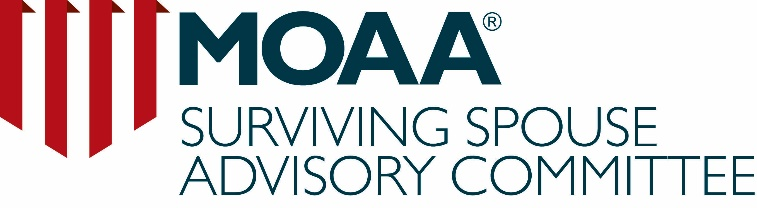 MOAA®
SURVIVING SPOUSE
ADVISORY COMMITTEE